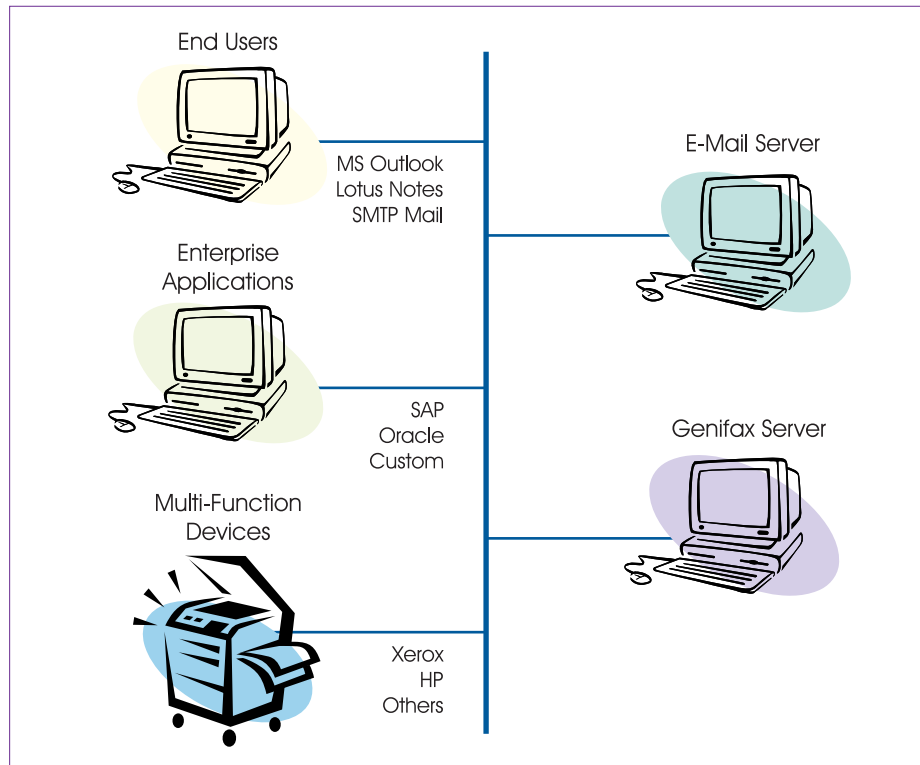 End Users
MS Outlook
Lotus Notes
SMTP Mail
E-Mail Server
Enterprise
Applications
SAP
Oracle
Custom
Genifax Server
Multi-Function
Devices
Xerox
HP
Others